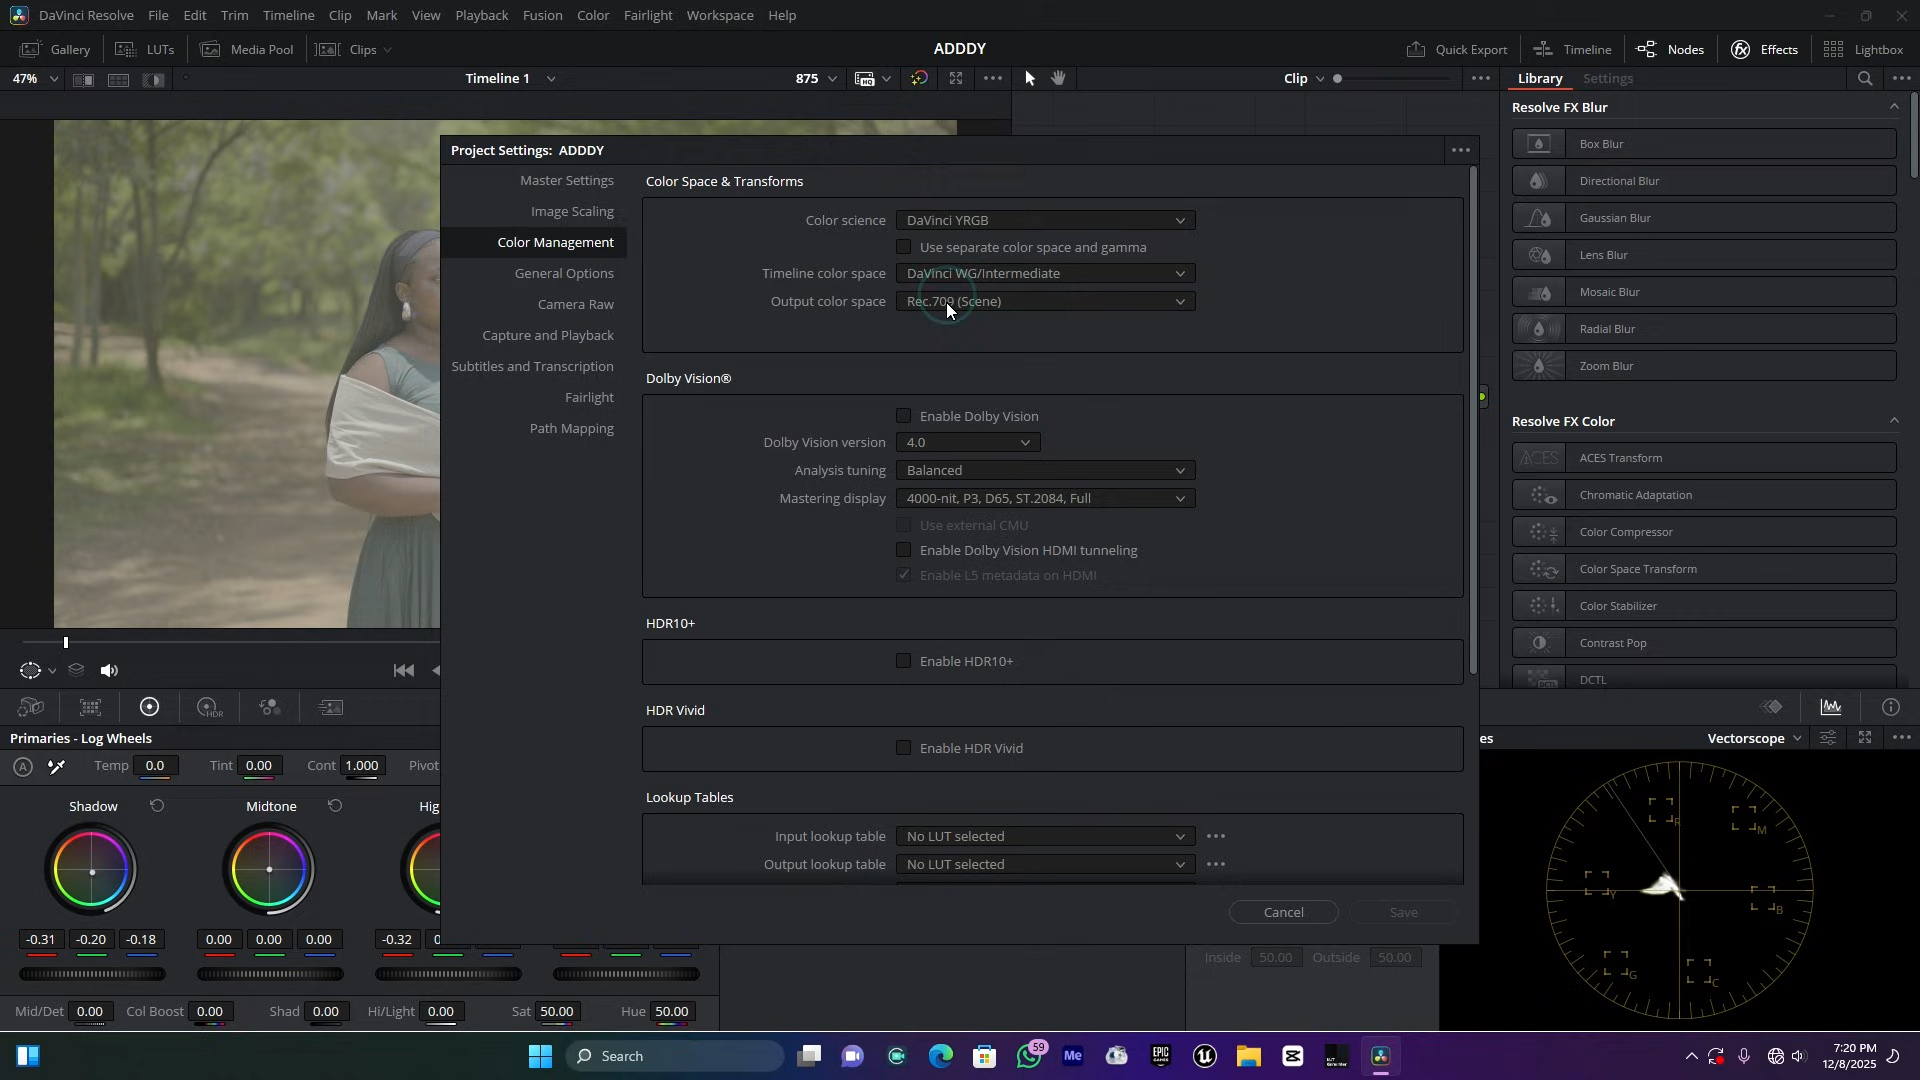 DaVinci Resolve File Edit Trim Timeline Clip Mark View Playback Fusion Color Fairlight Workspace Help
Gallery LUTs Media Pool Clips ADDDY Quick Export Timeline Nodes Effects Lightbox
47% Timeline 1 875 HQ Clip Library Settings
Resolve FX Blur
Box Blur
Directional Blur
Gaussian Blur
Lens Blur
Mosaic Blur
Radial Blur
Zoom Blur
Resolve FX Color
ACES Transform
Chromatic Adaptation
Color Compressor
Color Space Transform
Color Stabilizer
Contrast Pop
DCTL
Project Settings: ADDDY
Master Settings
Image Scaling
Color Management
General Options
Camera Raw
Capture and Playback
Subtitles and Transcription
Fairlight
Path Mapping
Color Space & Transforms
Color science DaVinci YRGB
Use separate color space and gamma
Timeline color space DaVinci WG/Intermediate
Output color space Rec.709 (Scene)
Dolby Vision®
Enable Dolby Vision
Dolby Vision version 4.0
Analysis tuning Balanced
Mastering display 4000-nit, P3, D65, ST.2084, Full
Use external CMU
Enable Dolby Vision HDMI tunneling
Enable L5 metadata on HDMI
HDR10+
Enable HDR10+
HDR Vivid
Enable HDR Vivid
Lookup Tables
Input lookup table No LUT selected
Output lookup table No LUT selected
Cancel Save
HDR
Primaries - Log Wheels
A Temp 0.0 Tint 0.00 Cont 1.000 Pivot
Shadow Midtone Hig
-0.31 -0.20 -0.18 0.00 0.00 0.00 -0.32
Mid/Det 0.00 Col Boost 0.00 Shad 0.00 Hi/Light 0.00 Sat 50.00 Hue 50.00
Inside 50.00 Outside 50.00
es Vectorscope
R M Y B G C
Search 59 Me EPIC GAMES
7:20 PM
12/8/2025